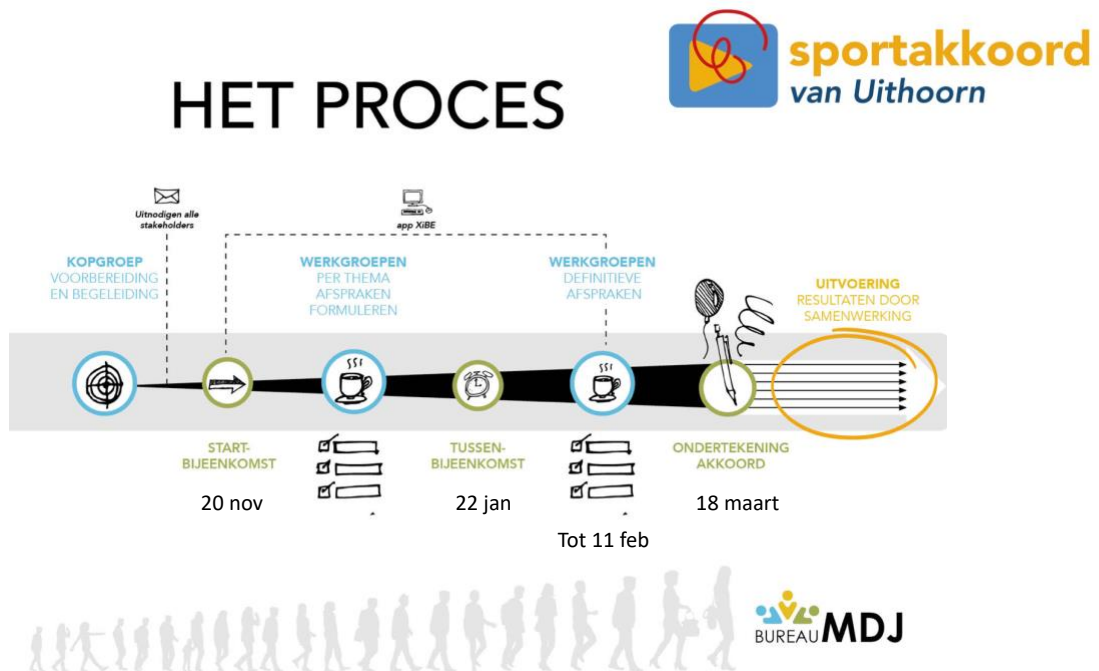 sportakkoord
van Uithoorn
HET PROCES
Uitnodigen alle
stakeholders
app XiBE
KOPGROEP
VOORBEREIDING
EN BEGELEIDING
WERKGROEPEN
PER THEMA
AFSPRAKEN
FORMULEREN
WERKGROEPEN
DEFINITIEVE
AFSPRAKEN
UITVOERING
RESULTATEN DOOR
SAMENWERKING
START-
BIJEENKOMST
20 nov
TUSSEN-
BIJEENKOMST
22 jan
Tot 11 feb
ONDERTEKENING
AKKOORD
18 maart
BUREAU MDJ